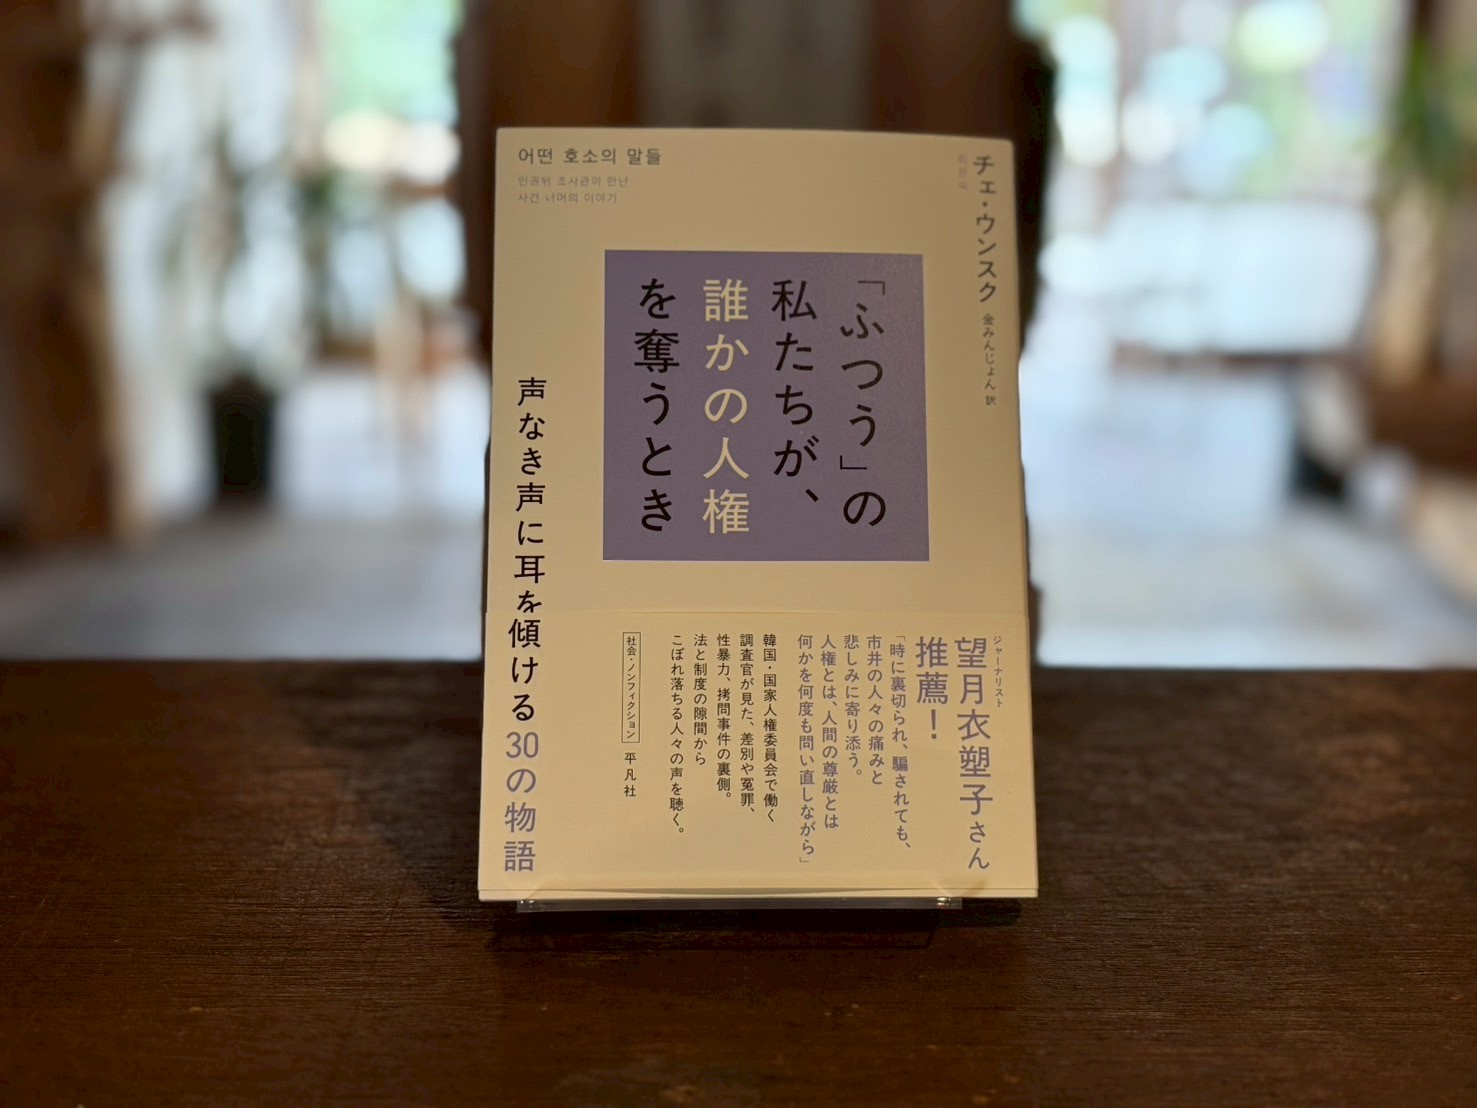 어떤 호소의 말들
인권위 조사관이 만난
사건 너머의 이야기
チェ・ウンスク
최은숙
金みんじょん 訳
「ふつう」の
私たちが、
誰かの人権
を奪うとき
声なき声に耳を傾ける30の物語
ジャーナリスト
望月衣塑子さん
推薦！
「時に裏切られ、騙されても、
市井の人々の痛みと
悲しみに寄り添う。
人権とは、人間の尊厳とは
何かを何度も問い直しながら」
韓国・国家人権委員会で働く
調査官が見た、差別や冤罪、
性暴力、拷問事件の裏側。
法と制度の隙間から
こぼれ落ちる人々の声を聴く。
社会・ノンフィクション
平凡社